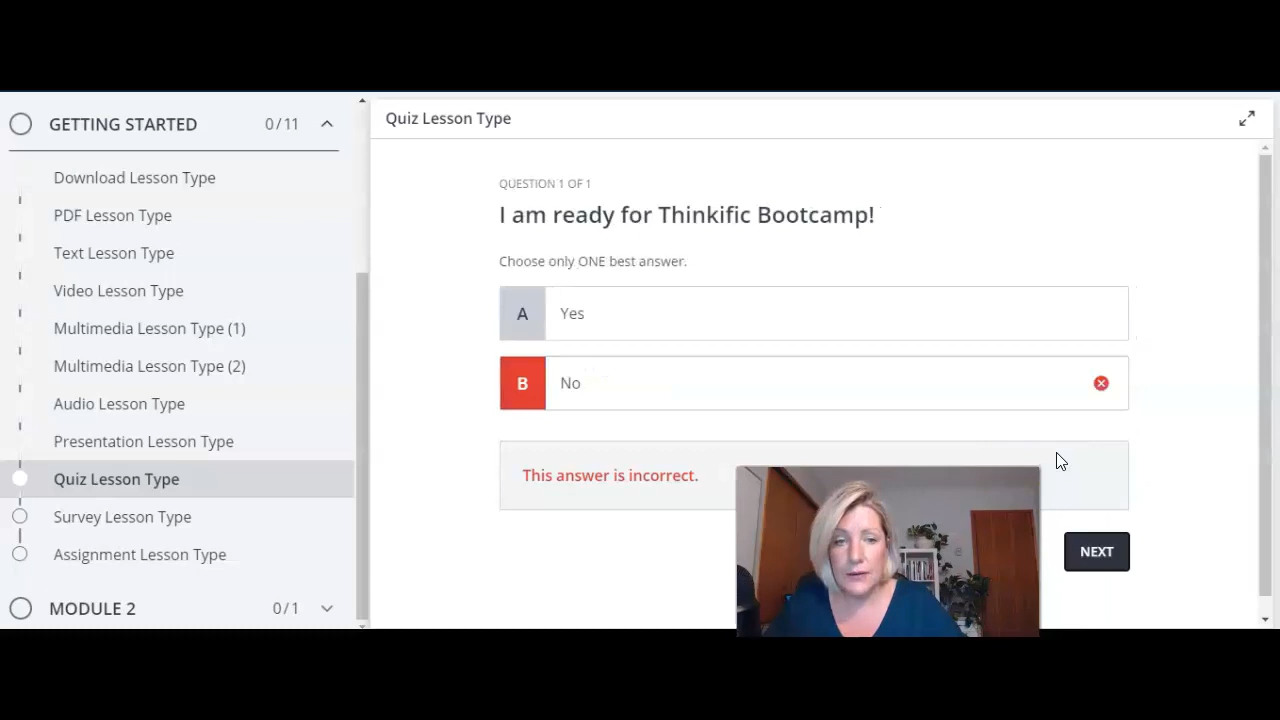 GETTING STARTED 0/11
Download Lesson Type
PDF Lesson Type
Text Lesson Type
Video Lesson Type
Multimedia Lesson Type (1)
Multimedia Lesson Type (2)
Audio Lesson Type
Presentation Lesson Type
Quiz Lesson Type
Survey Lesson Type
Assignment Lesson Type
MODULE 2 0/1
Quiz Lesson Type
QUESTION 1 OF 1
I am ready for Thinkific Bootcamp!
Choose only ONE best answer.
A Yes
B No
This answer is incorrect.
NEXT